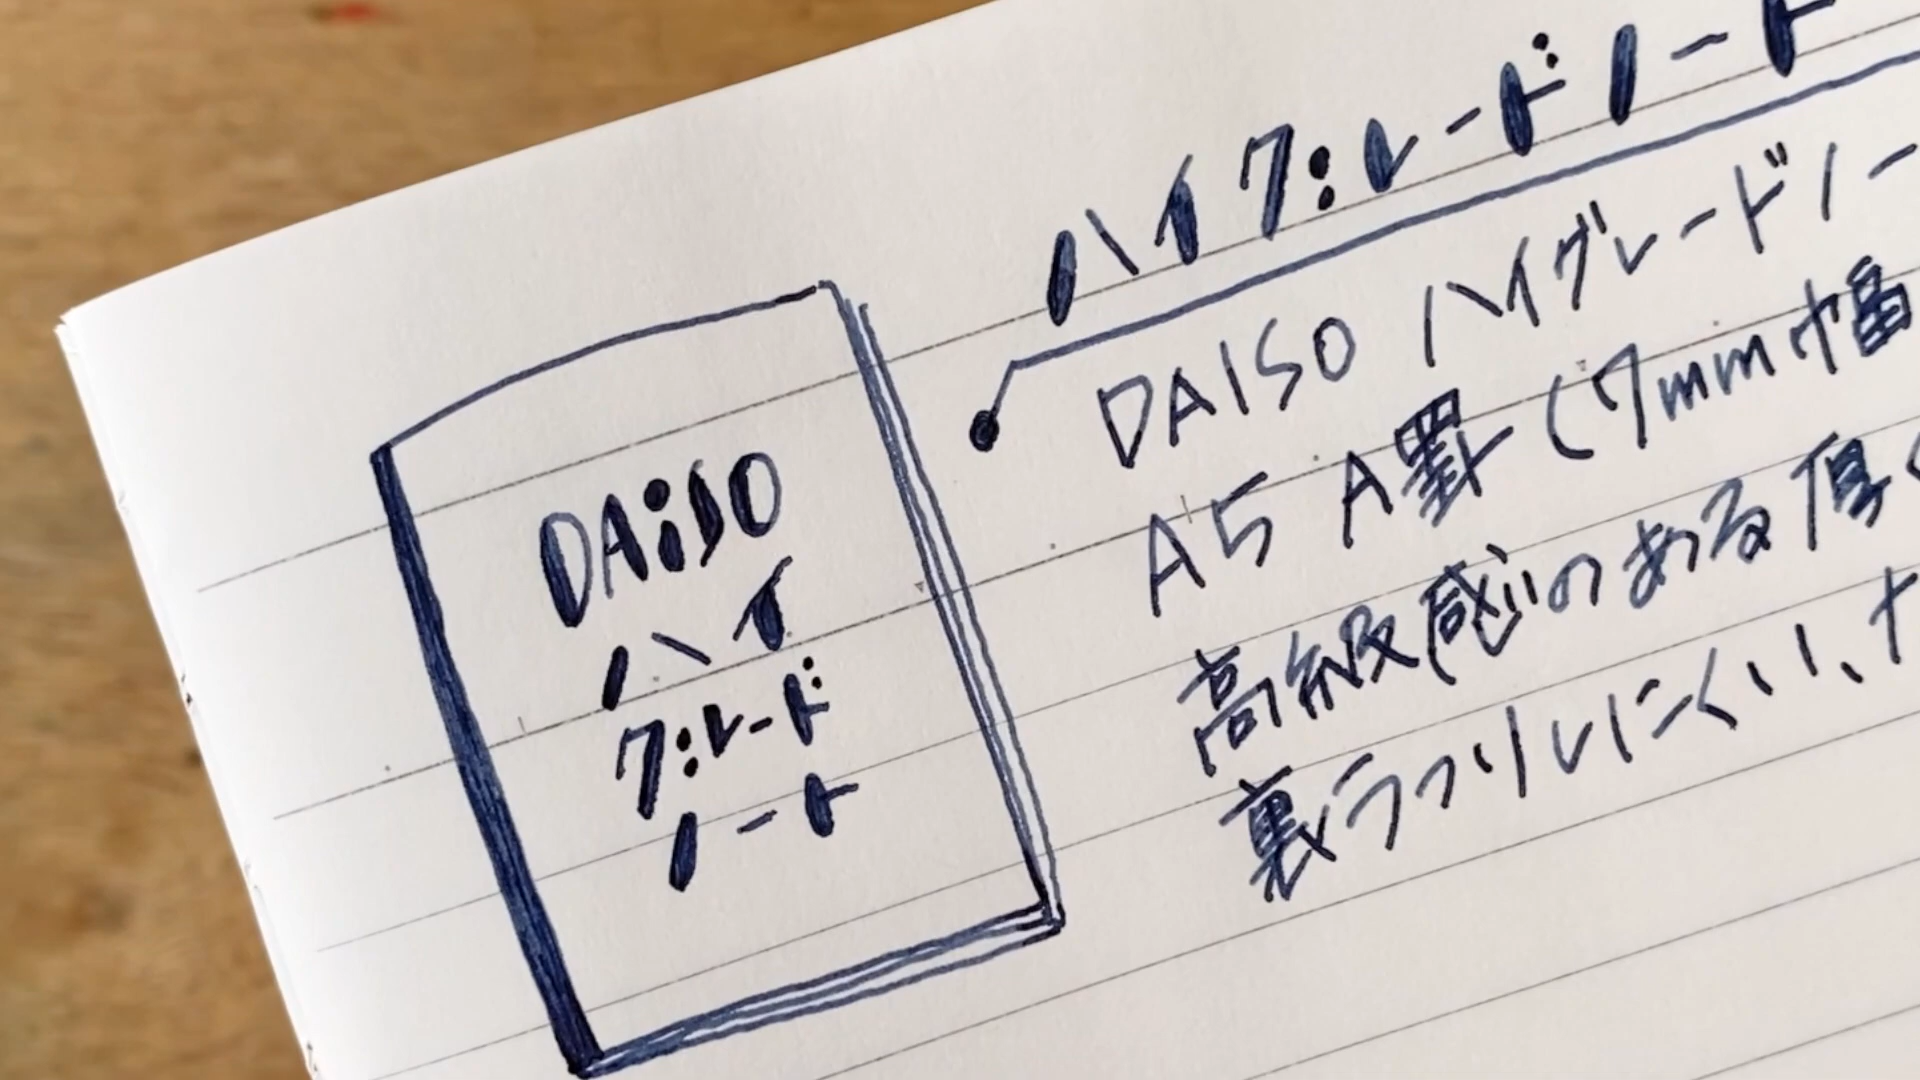 ハイグレードノート
DAISO ハイグレードノー
A5 A罫 (7mm幅
高級感のある厚
裏うつりしにくい、
DAiSO
ハイ
グレード
ノート